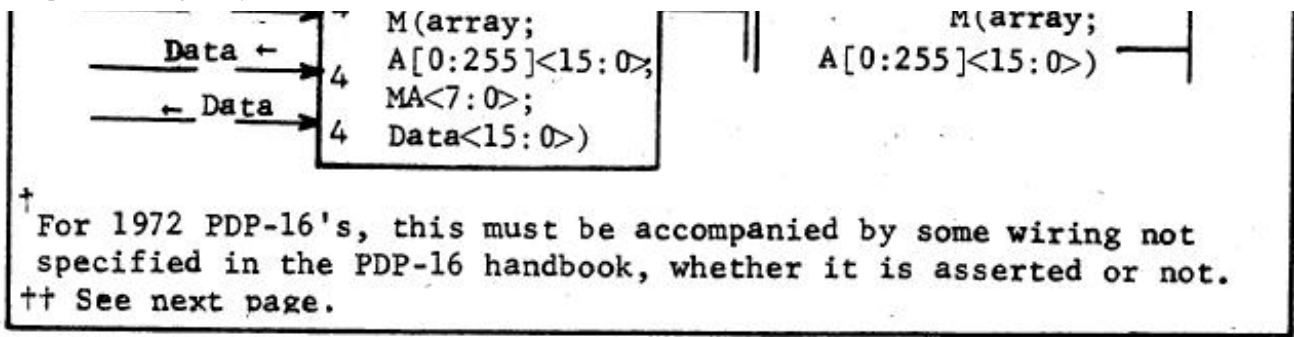 4 M(array; M(array;
Data ← 4 A[0:255]<15:0>; A[0:255]<15:0>)
MA<7:0>;
← Data 4 Data<15:0>)
†
For 1972 PDP-16's, this must be accompanied by some wiring not
specified in the PDP-16 handbook, whether it is asserted or not.
†† See next page.